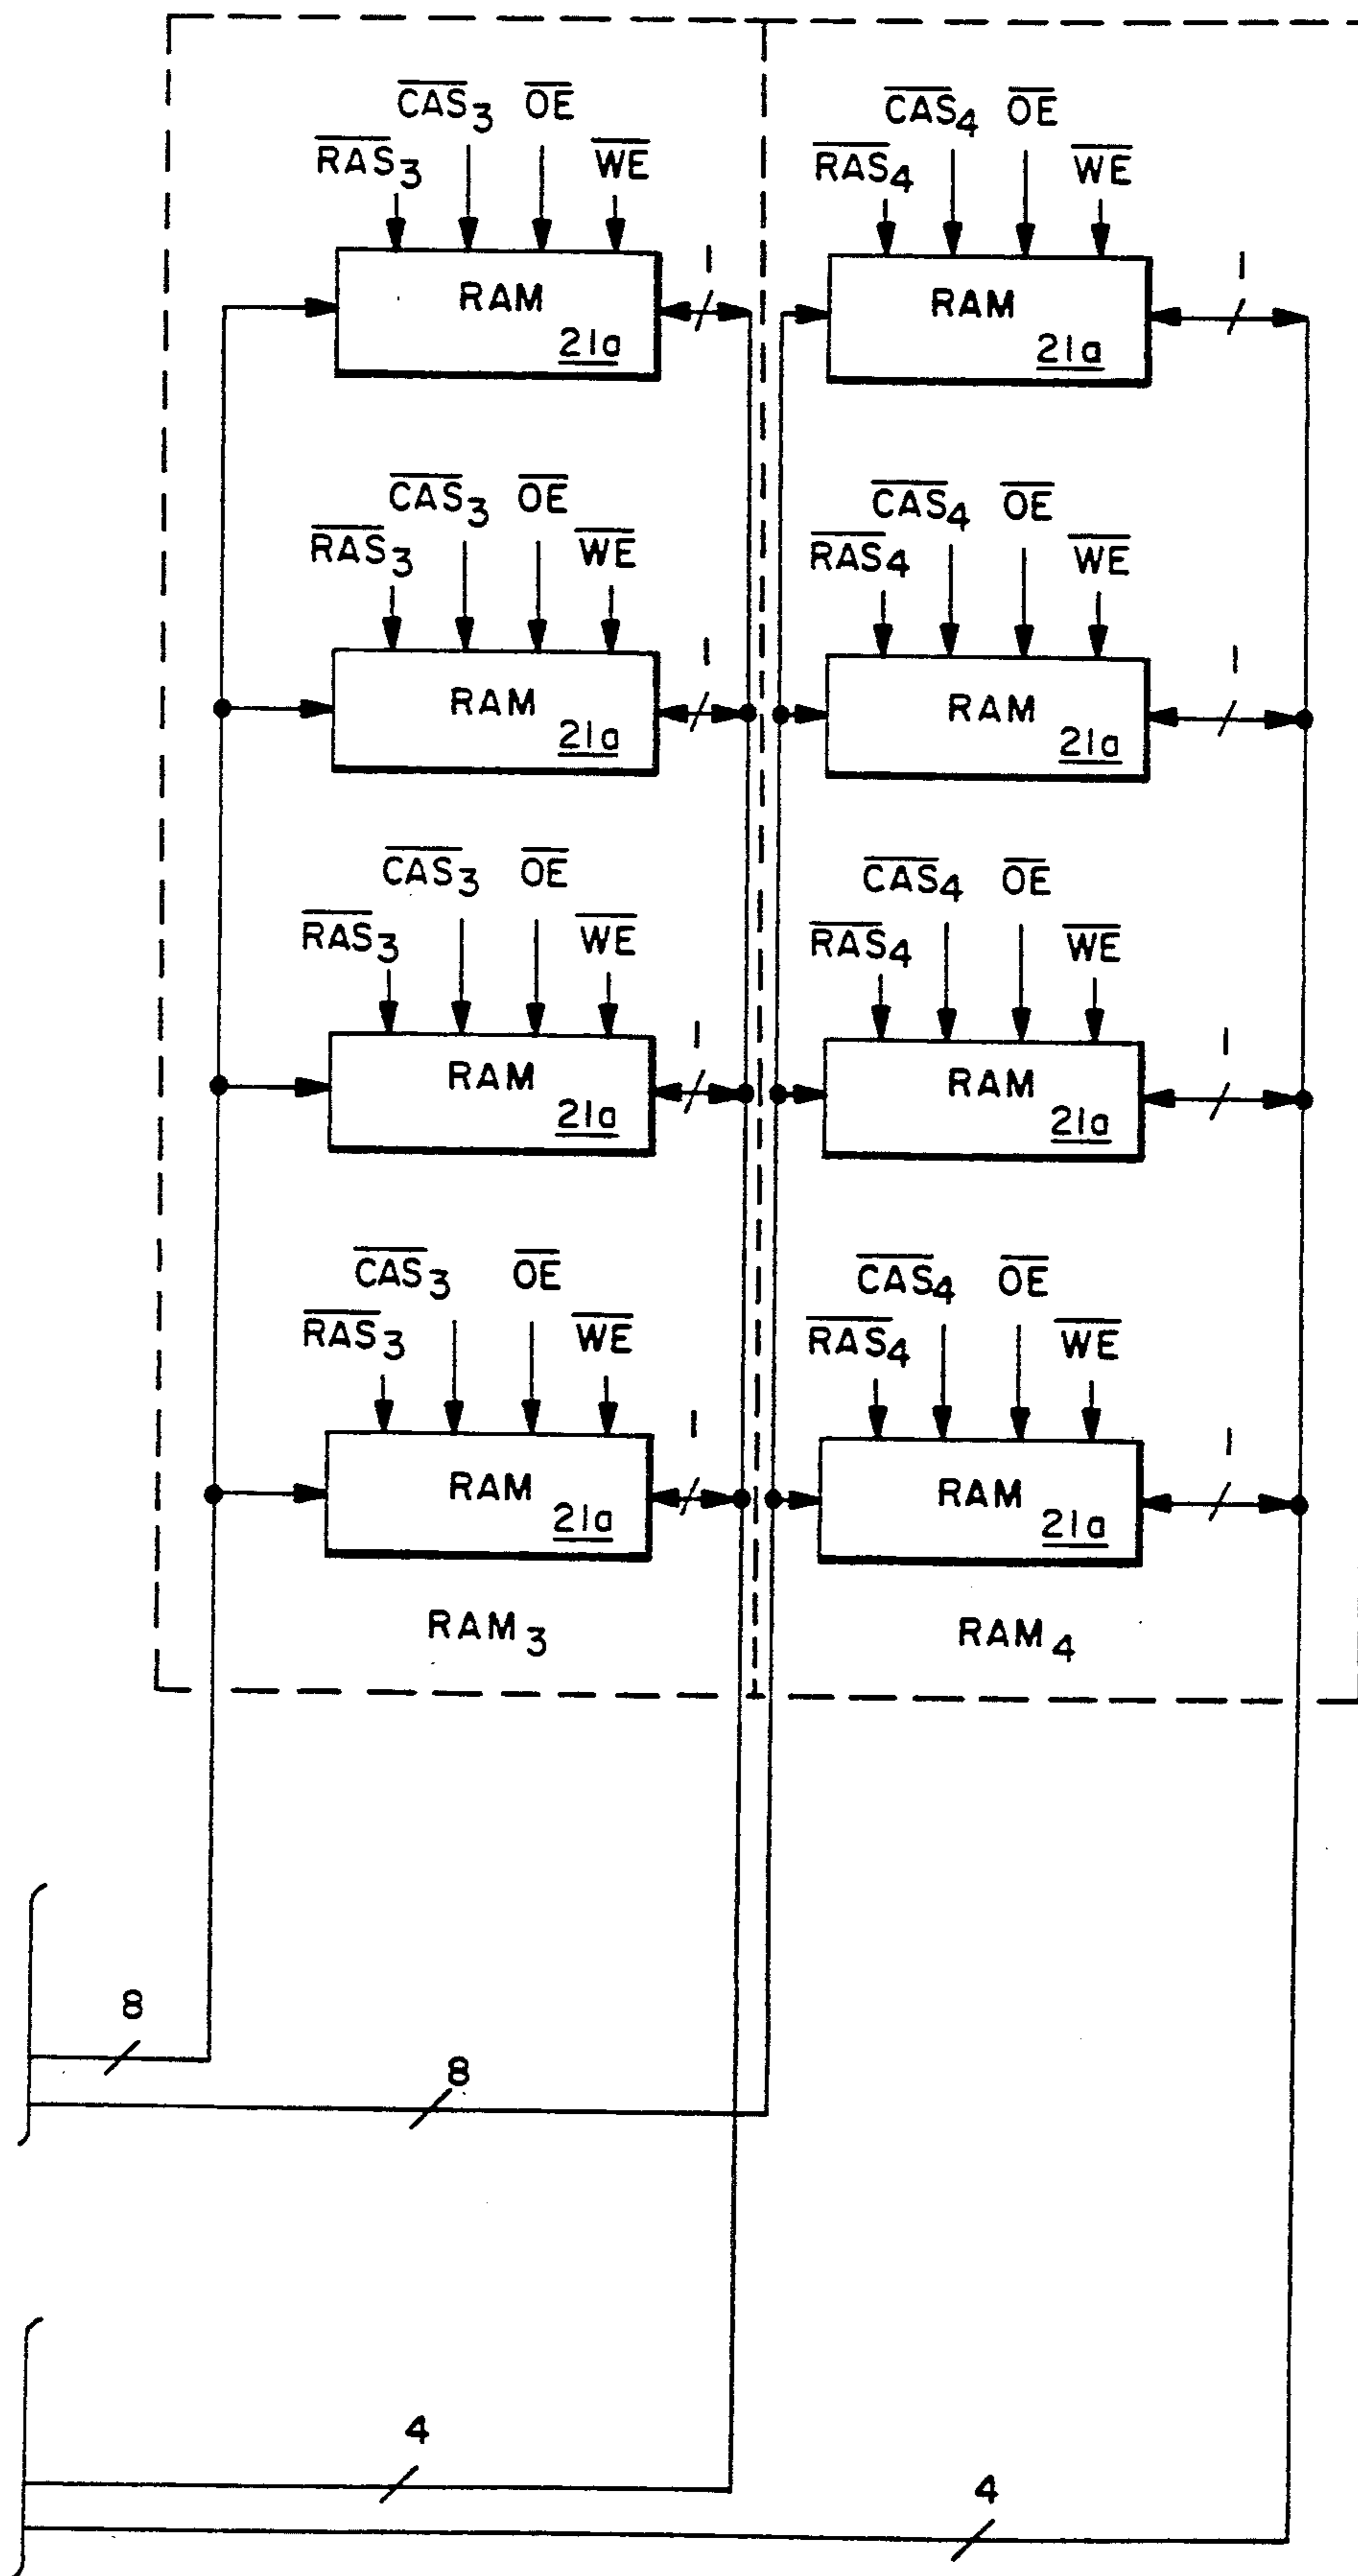 CAS3 OE CAS4 OE
RAS3 WE RAS4 WE
1 1
RAM RAM
21a 21a
CAS3 OE CAS4 OE
RAS3 WE RAS4 WE
1 1
RAM RAM
21a 21a
CAS3 OE CAS4 OE
RAS3 WE RAS4 WE
1 1
RAM RAM
21a 21a
CAS3 OE CAS4 OE
RAS3 WE RAS4 WE
1 1
RAM RAM
21a 21a
RAM3 RAM4
8
8
4
4